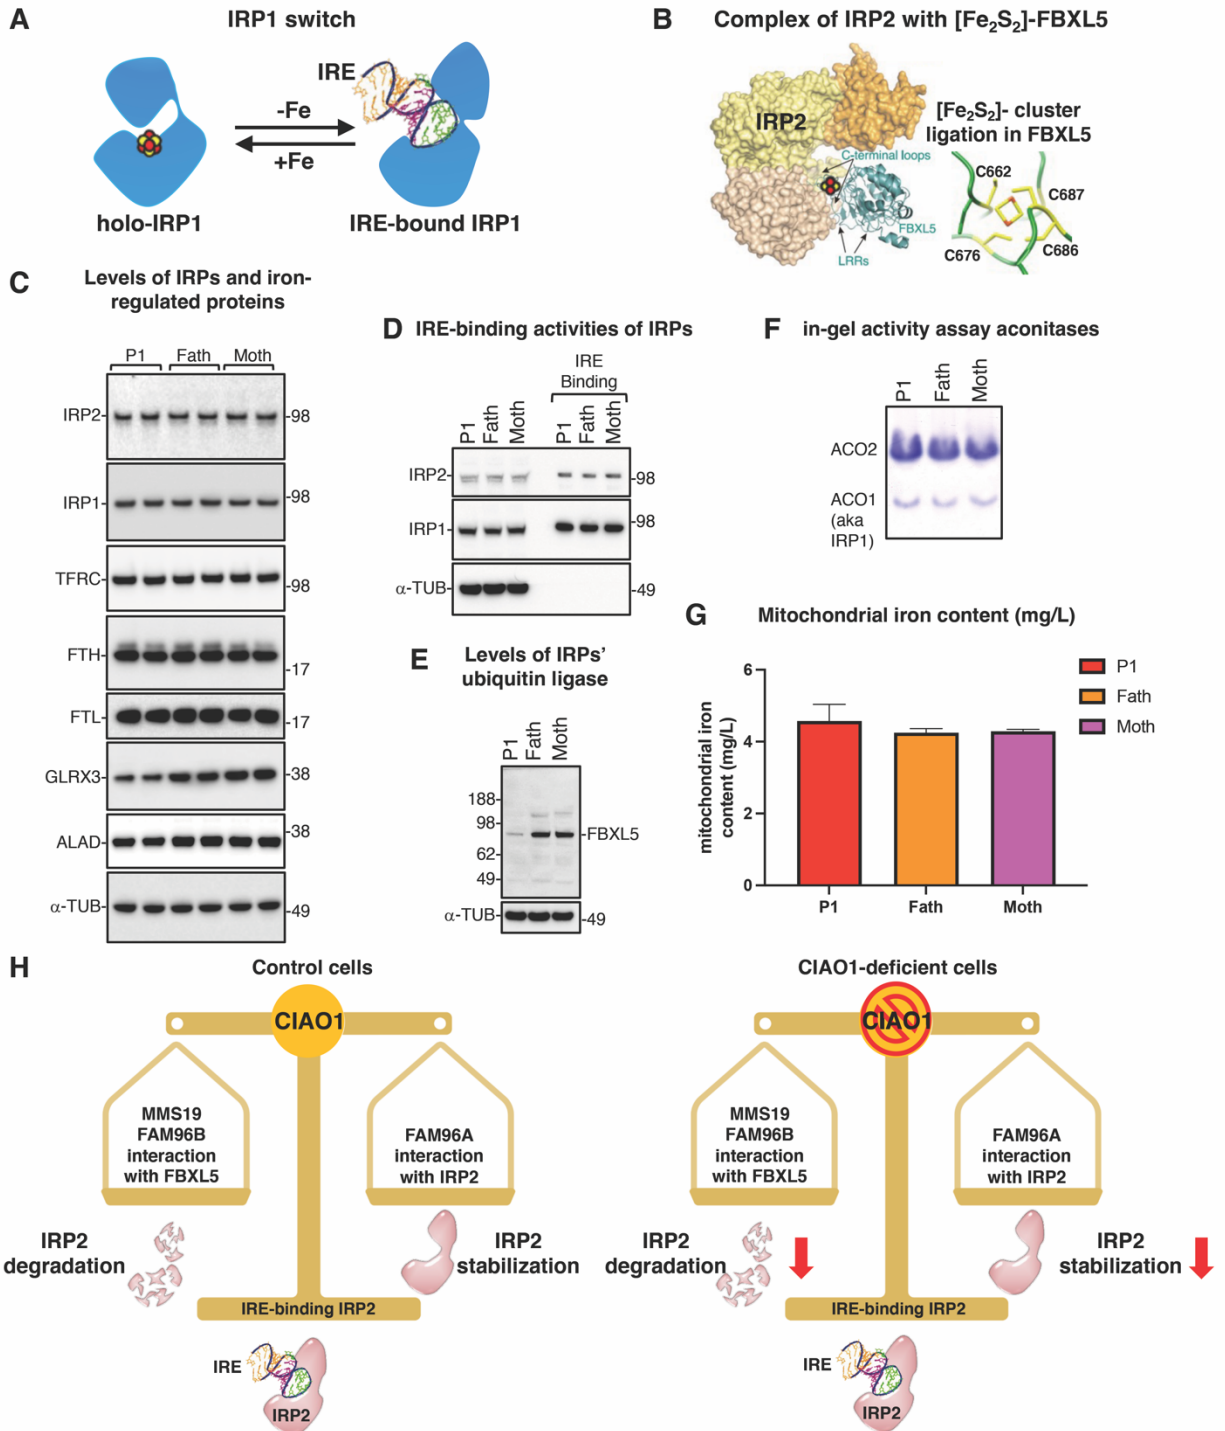 A
IRP1 switch
IRE
-Fe
+Fe
holo-IRP1
IRE-bound IRP1
B
Complex of IRP2 with [Fe₂S₂]-FBXL5
IRP2
[Fe₂S₂]- cluster
ligation in FBXL5
C-terminal loops
FBXL5
LRRs
C662
C687
C676
C686
C
Levels of IRPs and iron-
regulated proteins
P1 Fath Moth
IRP2- -98
IRP1- -98
TFRC- -98
FTH- -17
FTL- -17
GLRX3- -38
ALAD- -38
α-TUB- -49
D
IRE-binding activities of IRPs
IRE
Binding
P1 Fath Moth P1 Fath Moth
IRP2- -98
IRP1- -98
α-TUB- -49
E
Levels of IRPs’
ubiquitin ligase
P1 Fath Moth
188-
98-
-FBXL5
62-
49-
α-TUB- -49
F
in-gel activity assay aconitases
P1 Fath Moth
ACO2
ACO1
(aka
IRP1)
G
Mitochondrial iron content (mg/L)
mitochondrial iron
content (mg/L)
6
4
2
0
P1 Fath Moth
P1
Fath
Moth
H
Control cells
CIAO1
MMS19
FAM96B
interaction
with FBXL5
FAM96A
interaction
with IRP2
IRP2
degradation
IRP2
stabilization
IRE-binding IRP2
IRE
IRP2
CIAO1-deficient cells
CIAO1
MMS19
FAM96B
interaction
with FBXL5
FAM96A
interaction
with IRP2
IRP2
degradation
IRP2
stabilization
IRE-binding IRP2
IRE
IRP2